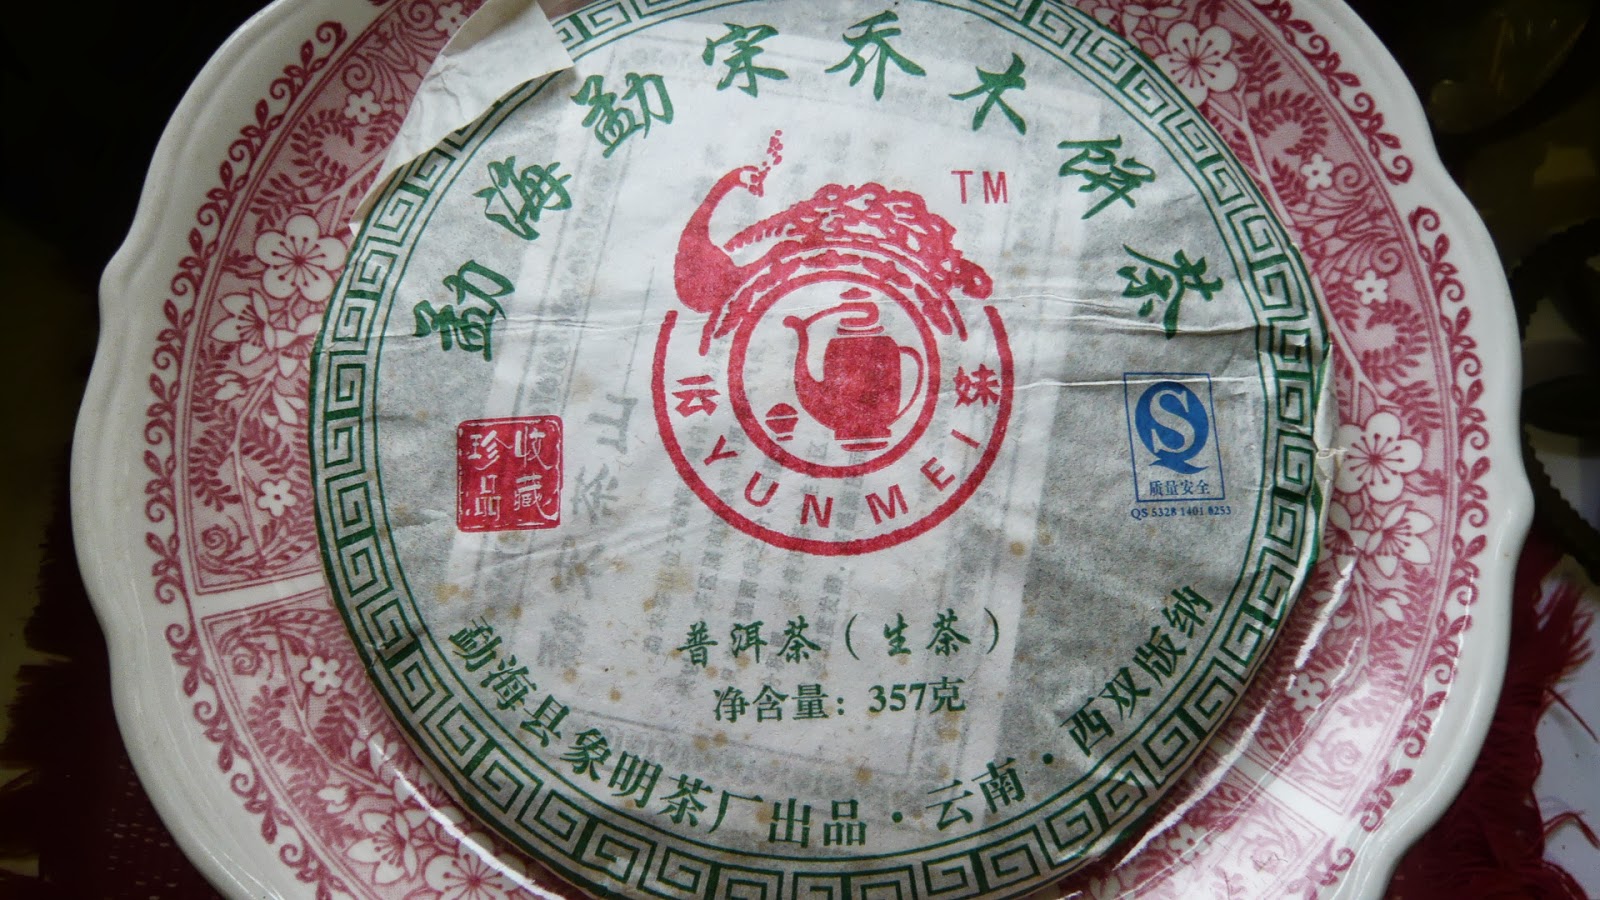 勐海勐宋乔木饼茶
TM
云 妹
YUNMEI
收藏
珍品
质量安全
QS 5328 1401 8253
普洱茶（生茶）
净含量：357克
勐海县象明茶厂出品·云南·西双版纳